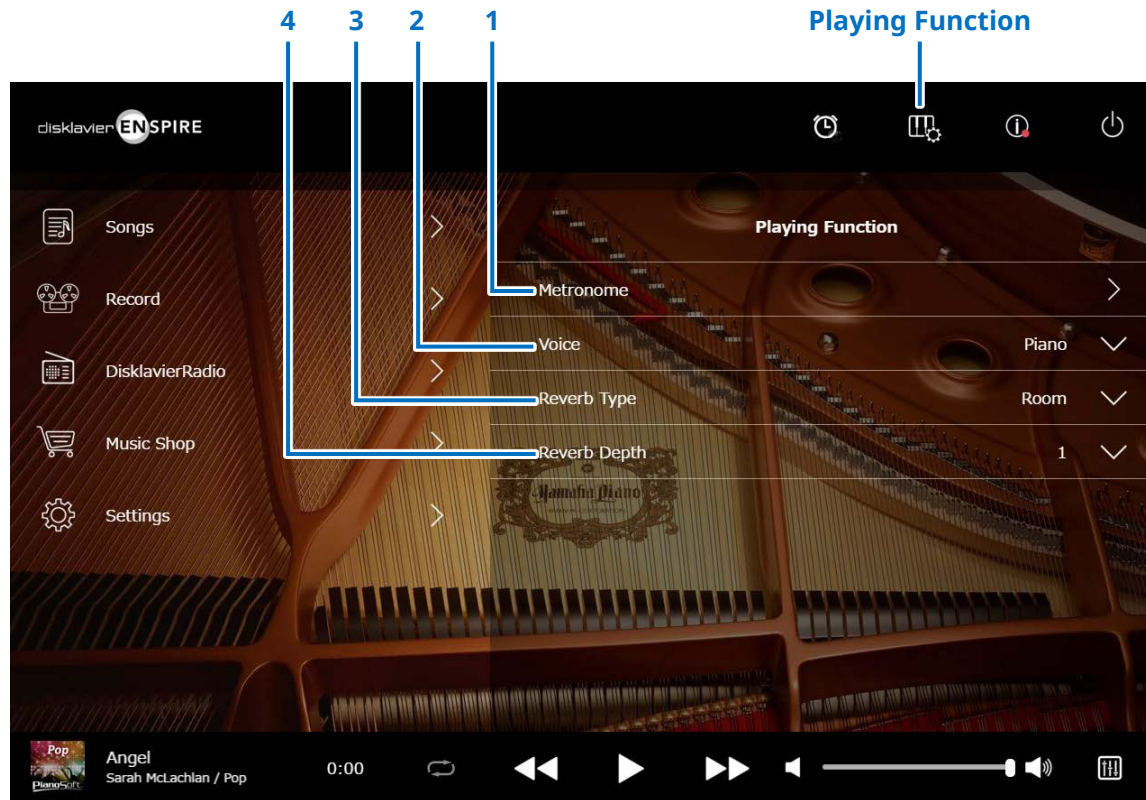 4 3 2 1 Playing Function
disklavier ENSPIRE
Songs
Record
DisklavierRadio
Music Shop
Settings
Playing Function
Metronome
Voice Piano
Reverb Type Room
Reverb Depth 1
Yamaha Piano
Pop
PianoSoft
Angel
Sarah McLachlan / Pop
0:00